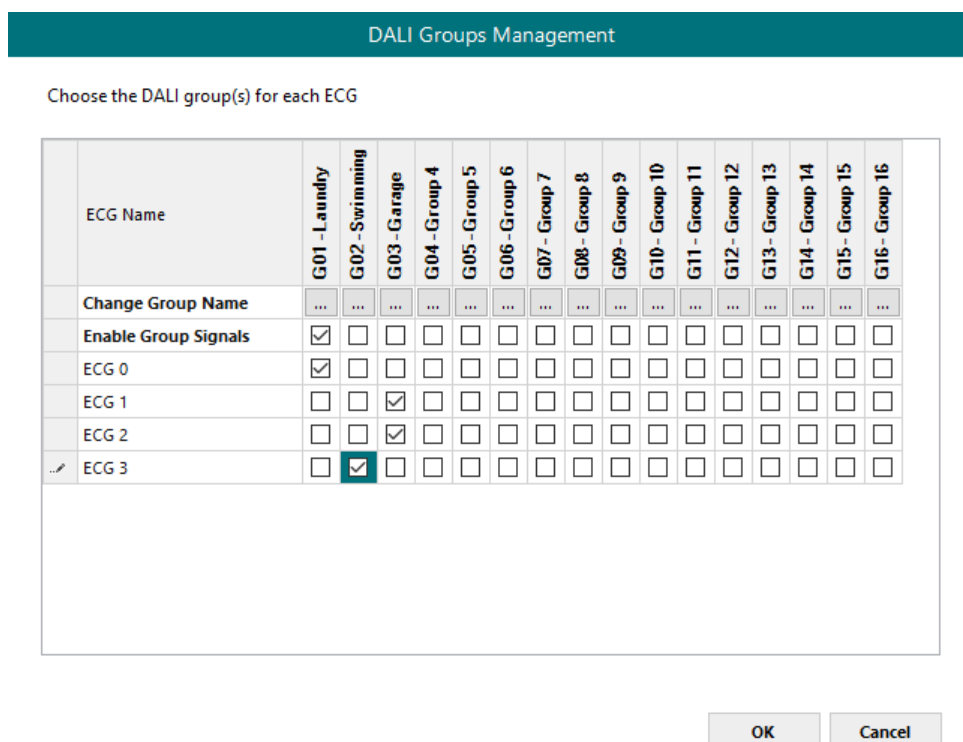 DALI Groups Management
Choose the DALI group(s) for each ECG
ECG Name
G01 - Laundry
G02 - Swimming
G03 - Garage
G04 - Group 4
G05 - Group 5
G06 - Group 6
G07 - Group 7
G08 - Group 8
G09 - Group 9
G10 - Group 10
G11 - Group 11
G12 - Group 12
G13 - Group 13
G14 - Group 14
G15 - Group 15
G16 - Group 16
Change Group Name ... ... ... ... ... ... ... ... ... ... ... ... ... ... ... ...
Enable Group Signals
ECG 0
ECG 1
ECG 2
ECG 3
OK Cancel